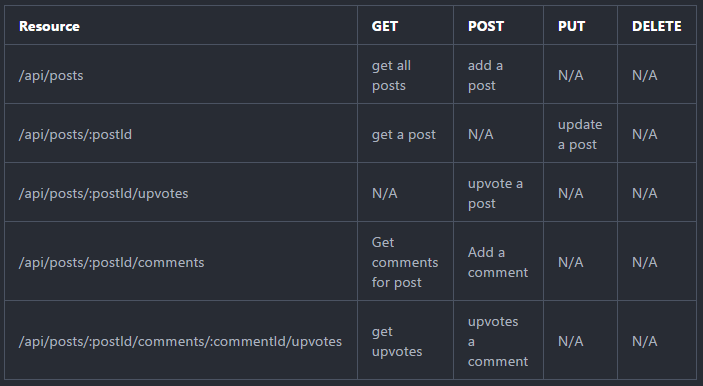 Resource GET POST PUT DELETE
/api/posts get all posts add a post N/A N/A
/api/posts/:postId get a post N/A update a post N/A
/api/posts/:postId/upvotes N/A upvote a post N/A N/A
/api/posts/:postId/comments Get comments for post Add a comment N/A N/A
/api/posts/:postId/comments/:commentId/upvotes get upvotes upvotes a comment N/A N/A